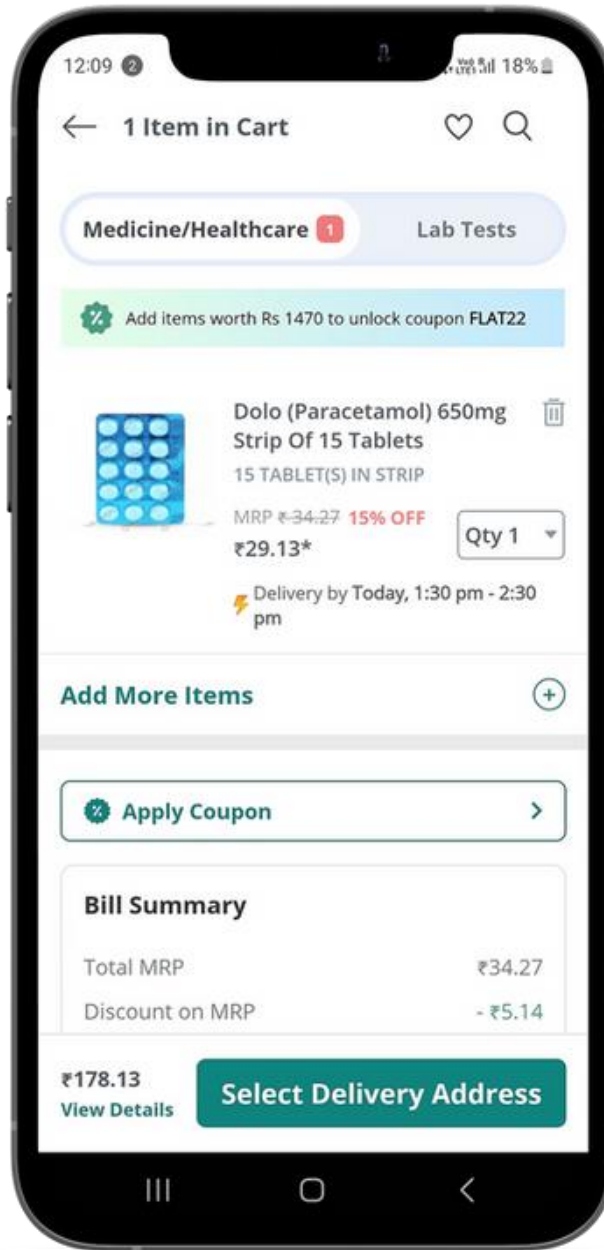 12:09 2
18%
1 Item in Cart
Medicine/Healthcare 1
Lab Tests
Add items worth Rs 1470 to unlock coupon FLAT22
Dolo (Paracetamol) 650mg
Strip Of 15 Tablets
15 TABLET(S) IN STRIP
MRP ₹ 34.27 15% OFF
₹29.13*
Qty 1
Delivery by Today, 1:30 pm - 2:30
pm
Add More Items
Apply Coupon
Bill Summary
Total MRP ₹34.27
Discount on MRP - ₹5.14
₹178.13
View Details
Select Delivery Address